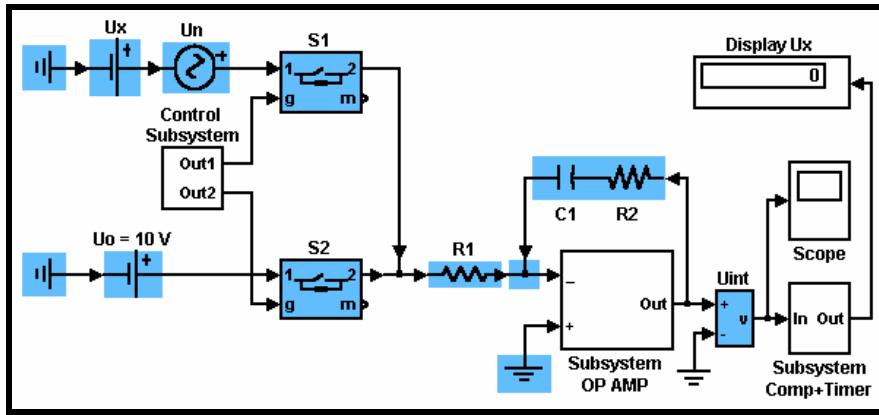 Ux
Un
S1
1
2
g
m
Control
Subsystem
Out1
Out2
Uo = 10 V
S2
1
2
g
m
R1
C1
R2
−
+
Out
Subsystem
OP AMP
Uint
+
v
-
Display Ux
0
Scope
In Out
Subsystem
Comp+Timer